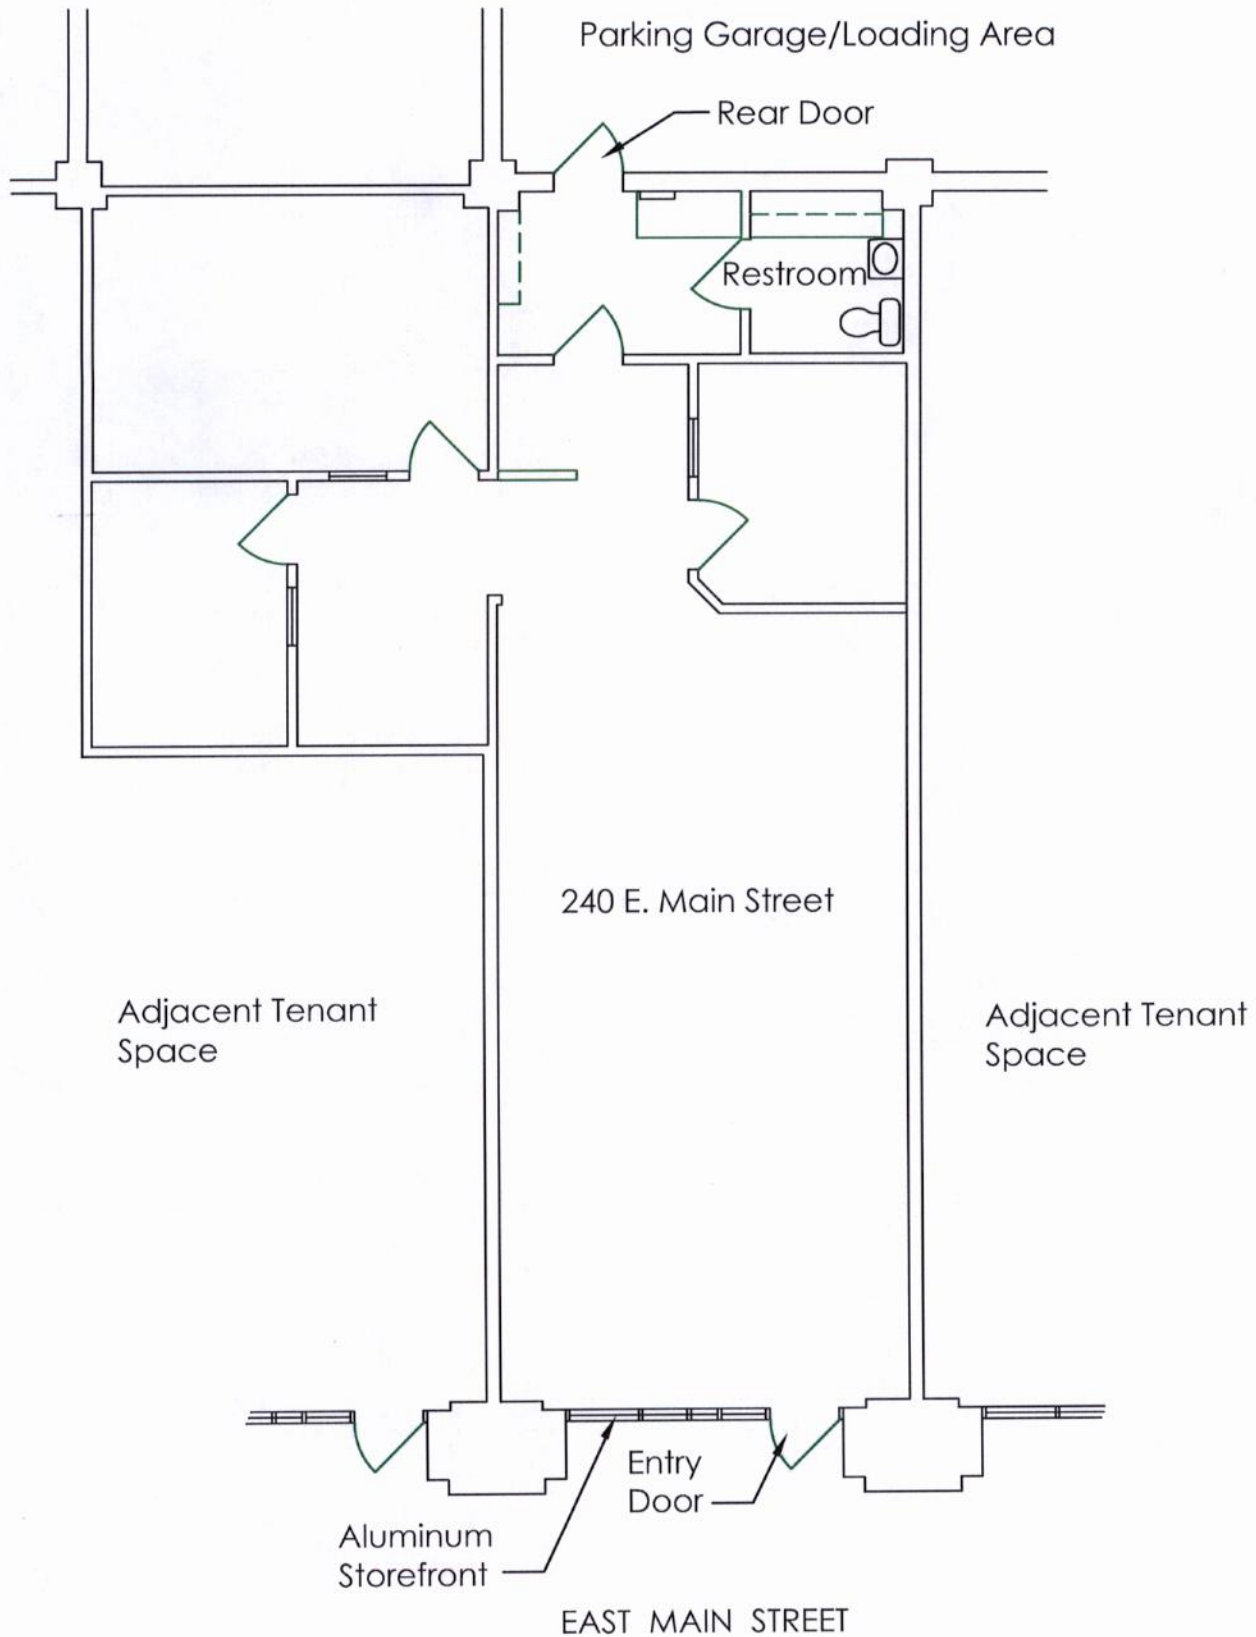 Parking Garage/Loading Area
Rear Door
Restroom
240 E. Main Street
Adjacent Tenant
Space
Adjacent Tenant
Space
Entry
Door
Aluminum
Storefront
EAST MAIN STREET